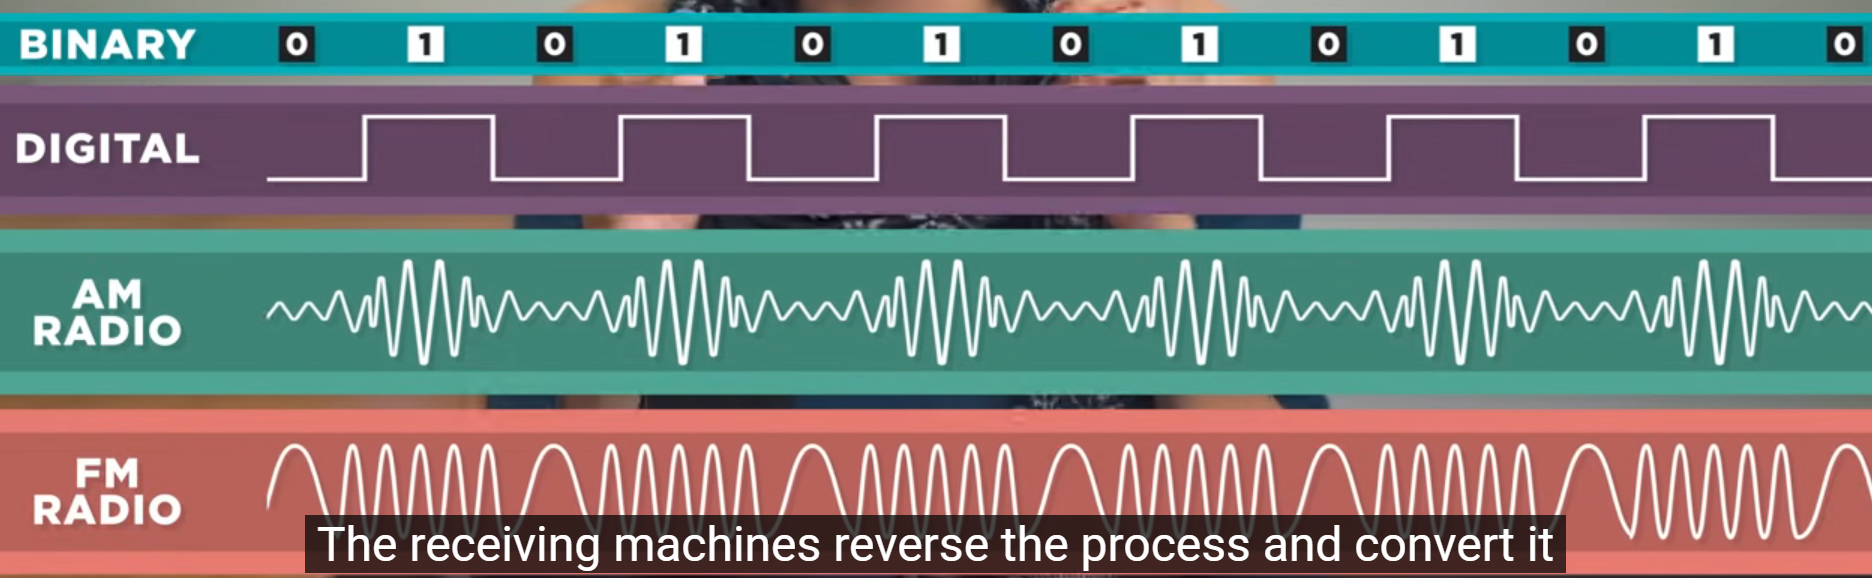 BINARY 0 1 0 1 0 1 0 1 0 1 0 1 0
DIGITAL
AM
RADIO
FM
RADIO
The receiving machines reverse the process and convert it